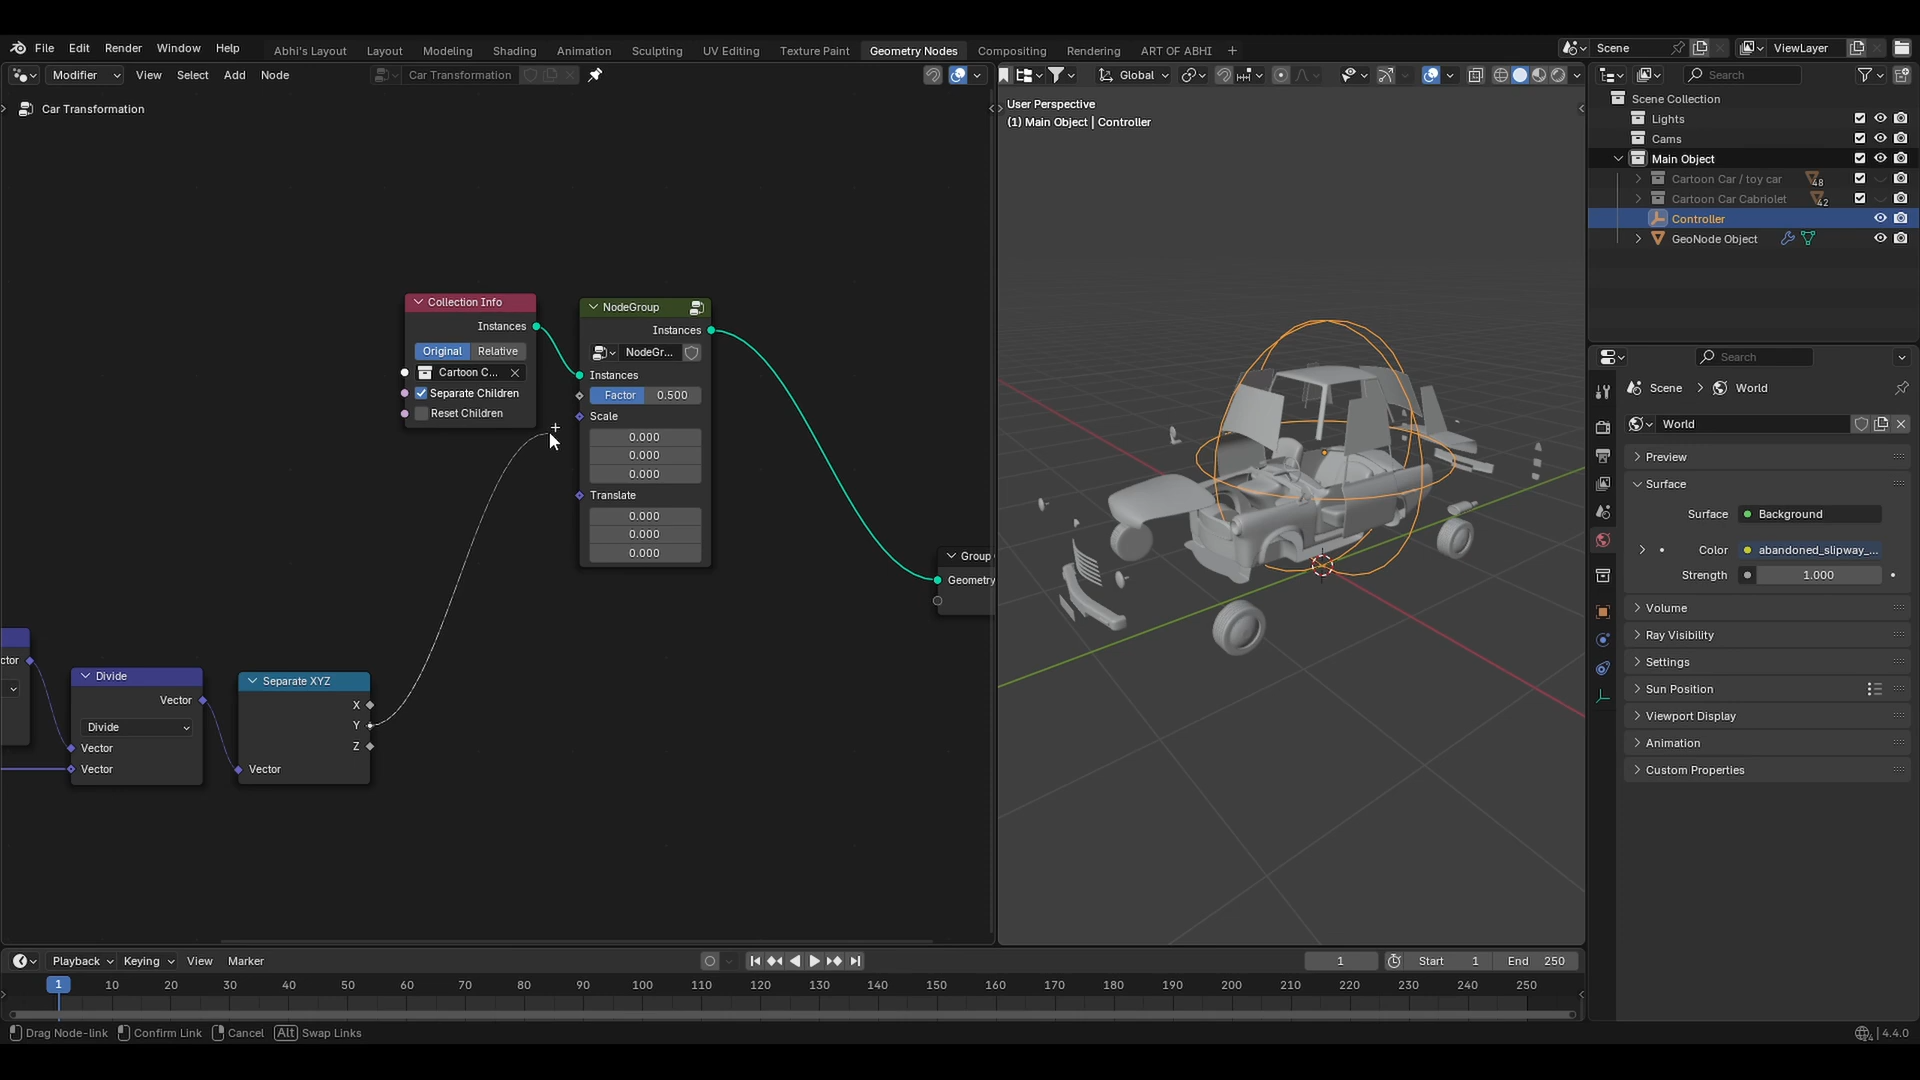 File Edit Render Window Help
Abhi's Layout Layout Modeling Shading Animation Sculpting UV Editing Texture Paint Geometry Nodes Compositing Rendering ART OF ABHI +
Scene
ViewLayer
Modifier View Select Add Node
Car Transformation
Global
Search
Car Transformation
User Perspective
(1) Main Object | Controller
Scene Collection
Lights
Cams
Main Object
Cartoon Car / toy car
48
Cartoon Car Cabriolet
42
Controller
GeoNode Object
Collection Info
Instances
Original Relative
Cartoon C...
Separate Children
Reset Children
NodeGroup
Instances
NodeGr...
Instances
Factor 0.500
Scale
0.000
0.000
0.000
Translate
0.000
0.000
0.000
Group
Geometry
ctor
Divide
Vector
Divide
Vector
Vector
Separate XYZ
X
Y
Z
Vector
Search
Scene > World
World
Preview
Surface
Surface Background
Color abandoned_slipway_...
Strength 1.000
Volume
Ray Visibility
Settings
Sun Position
Viewport Display
Animation
Custom Properties
Playback Keying View Marker
1
Start 1
End 250
1 10 20 30 40 50 60 70 80 90 100 110 120 130 140 150 160 170 180 190 200 210 220 230 240 250
Drag Node-link Confirm Link Cancel Alt Swap Links
4.4.0